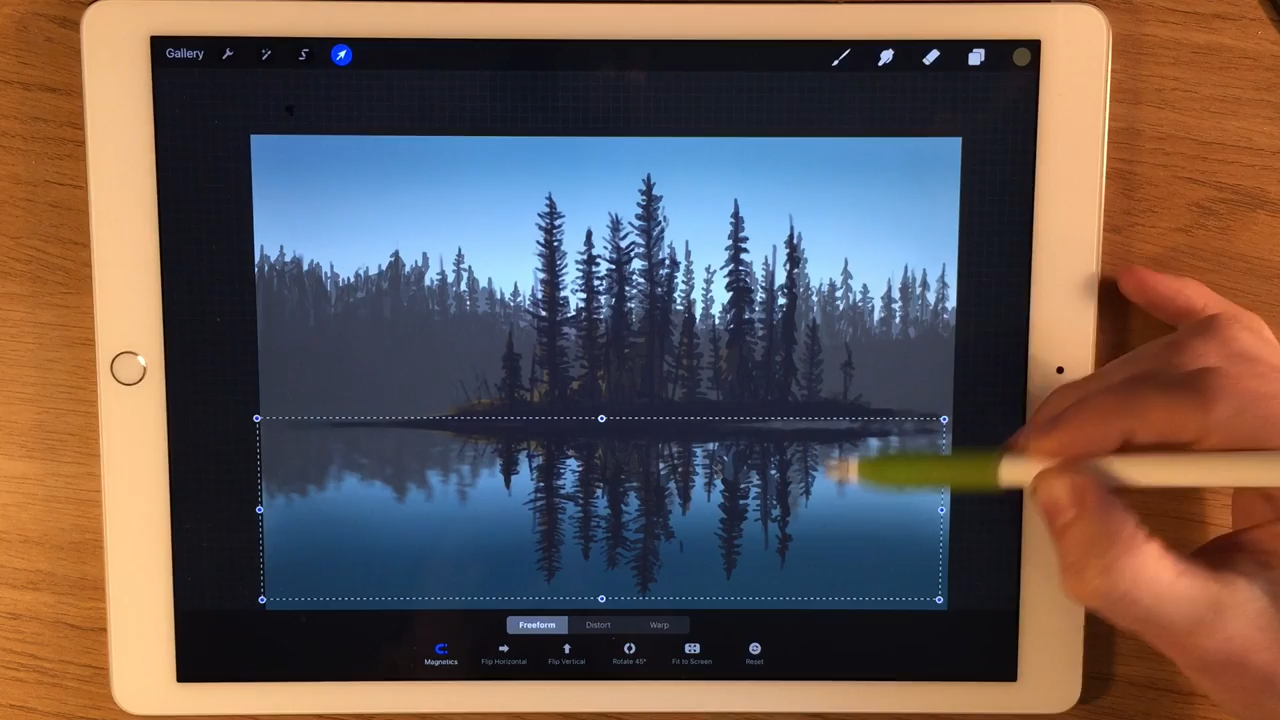 Gallery
Freeform Distort Warp
Magnetics Flip Horizontal Flip Vertical Rotate 45° Fit to Screen Reset